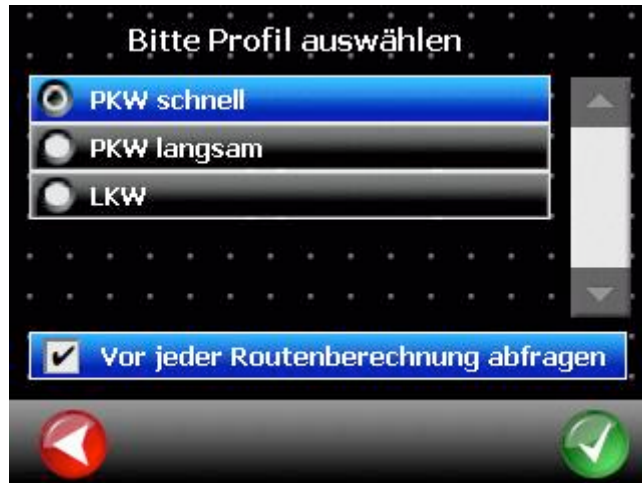 Bitte Profil auswählen
PKW schnell
PKW langsam
LKW
Vor jeder Routenberechnung abfragen